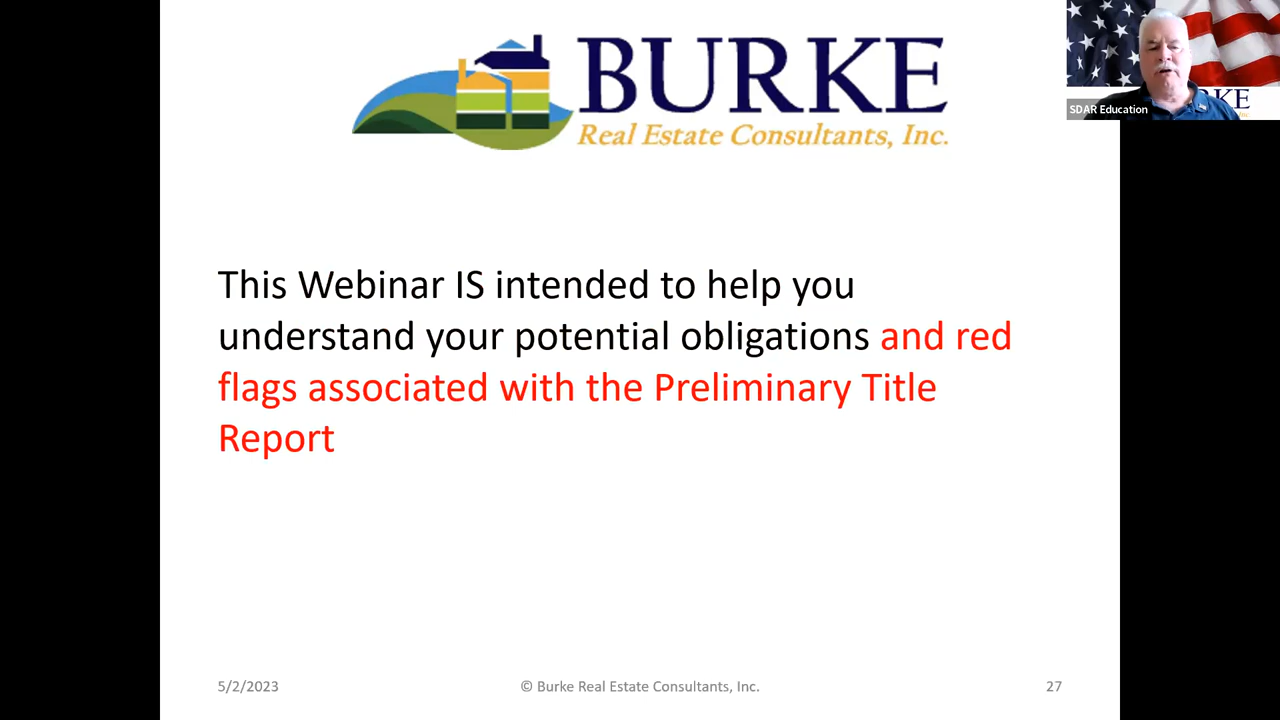 BURKE
Real Estate Consultants, Inc.
SDAR Education
This Webinar IS intended to help you
understand your potential obligations and red
flags associated with the Preliminary Title
Report
5/2/2023
© Burke Real Estate Consultants, Inc.
27